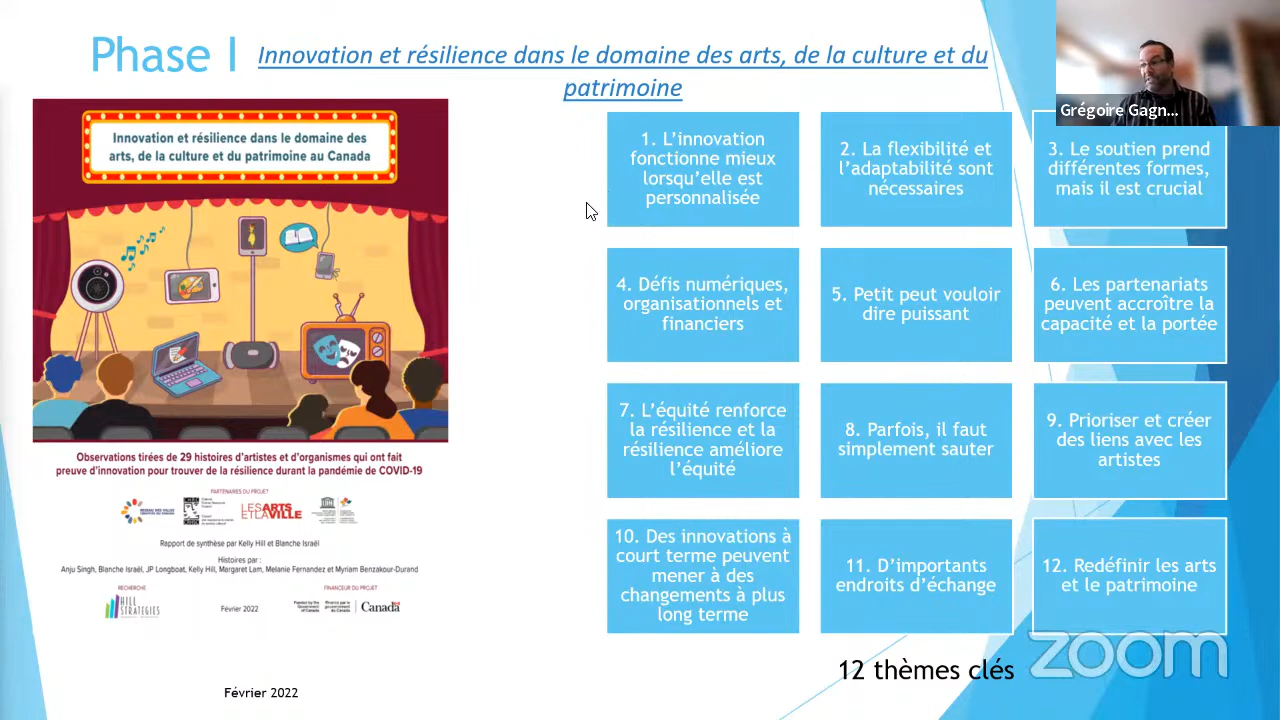 Phase I
Innovation et résilience dans le domaine des arts, de la culture et du
patrimoine
Grégoire Gagn...
Innovation et résilience dans le domaine des
arts, de la culture et du patrimoine au Canada
Observations tirées de 29 histoires d'artistes et d'organismes qui ont fait
preuve d'innovation pour trouver de la résilience durant la pandémie de COVID-19
PARTENAIRES DU PROJET
LES ARTS
ET LA VILLE
Rapport de synthèse par Kelly Hill et Blanche Israël
Histoires par :
Anju Singh, Blanche Israël, JP Longboat, Kelly Hill, Margaret Lam, Melanie Fernandez et Myriam Benzakour-Durand
RECHERCHE
HILL
STRATEGIES
Février 2022
FINANCEUR DU PROJET
Canada
Février 2022
1. L'innovation
fonctionne mieux
lorsqu'elle est
personnalisée
2. La flexibilité et
l'adaptabilité sont
nécessaires
3. Le soutien prend
différentes formes,
mais il est crucial
4. Défis numériques,
organisationnels et
financiers
5. Petit peut vouloir
dire puissant
6. Les partenariats
peuvent accroître la
capacité et la portée
7. L'équité renforce
la résilience et la
résilience améliore
l'équité
8. Parfois, il faut
simplement sauter
9. Prioriser et créer
des liens avec les
artistes
10. Des innovations à
court terme peuvent
mener à des
changements à plus
long terme
11. D'importants
endroits d'échange
12. Redéfinir les arts
et le patrimoine
12 thèmes clés
zoom